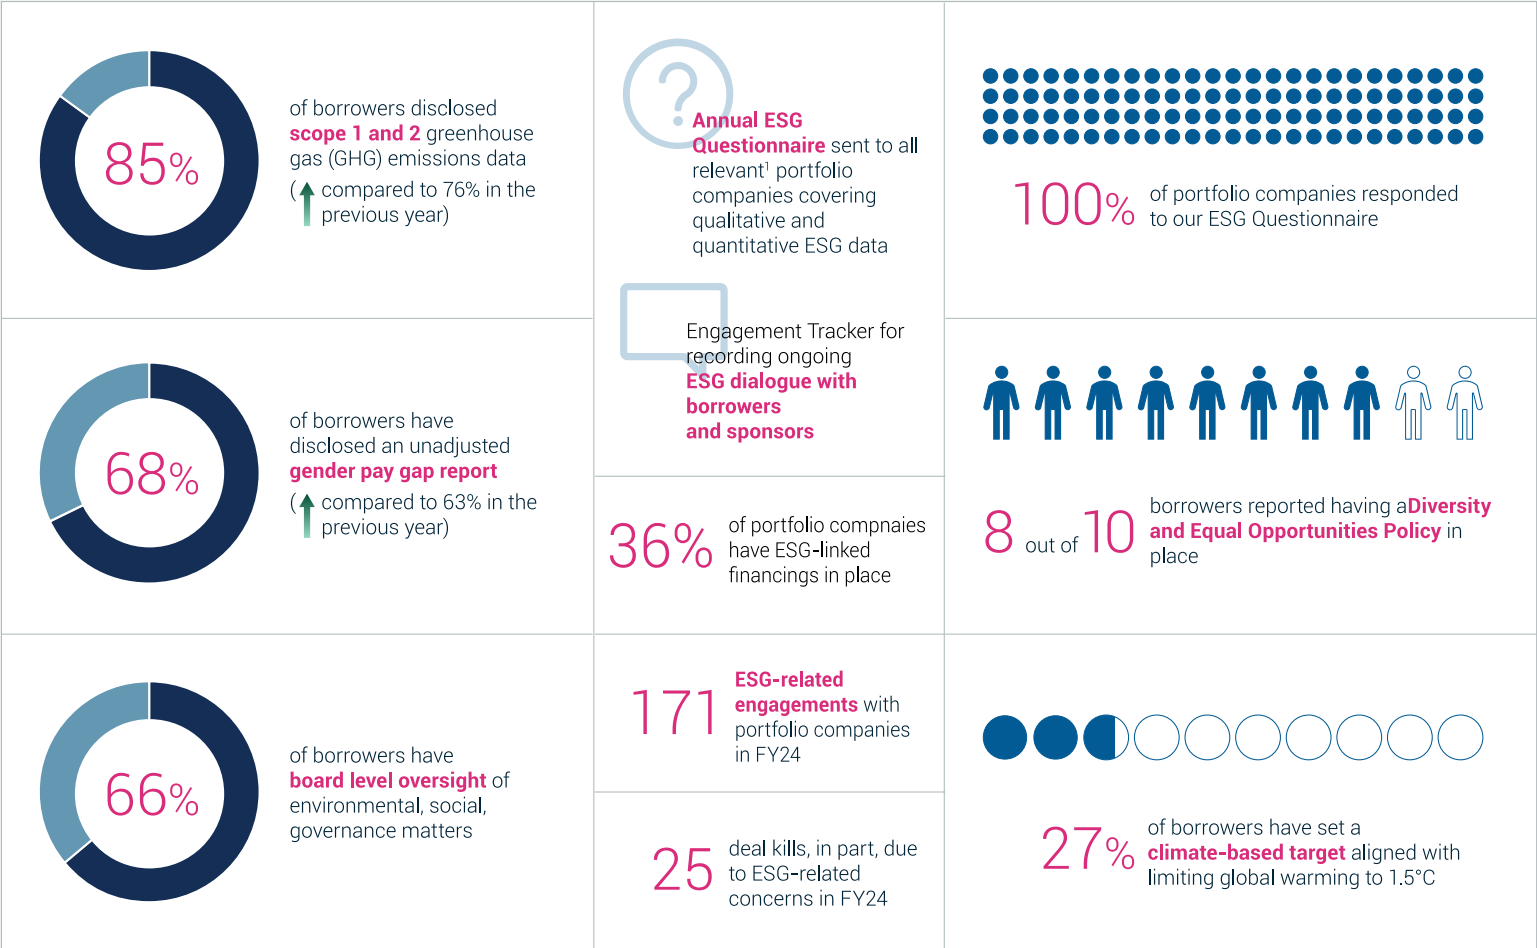 85%
of borrowers disclosed
scope 1 and 2 greenhouse
gas (GHG) emissions data
(↑ compared to 76% in the
previous year)
68%
of borrowers have
disclosed an unadjusted
gender pay gap report
(↑ compared to 63% in the
previous year)
66%
of borrowers have
board level oversight of
environmental, social,
governance matters
?
Annual ESG
Questionnaire sent to all
relevant¹ portfolio
companies covering
qualitative and
quantitative ESG data
Engagement Tracker for
recording ongoing
ESG dialogue with
borrowers
and sponsors
36%
of portfolio compnaies
have ESG-linked
financings in place
171
ESG-related
engagements with
portfolio companies
in FY24
25
deal kills, in part, due
to ESG-related
concerns in FY24
100%
of portfolio companies responded
to our ESG Questionnaire
8 out of 10
borrowers reported having aDiversity
and Equal Opportunities Policy in
place
27%
of borrowers have set a
climate-based target aligned with
limiting global warming to 1.5°C